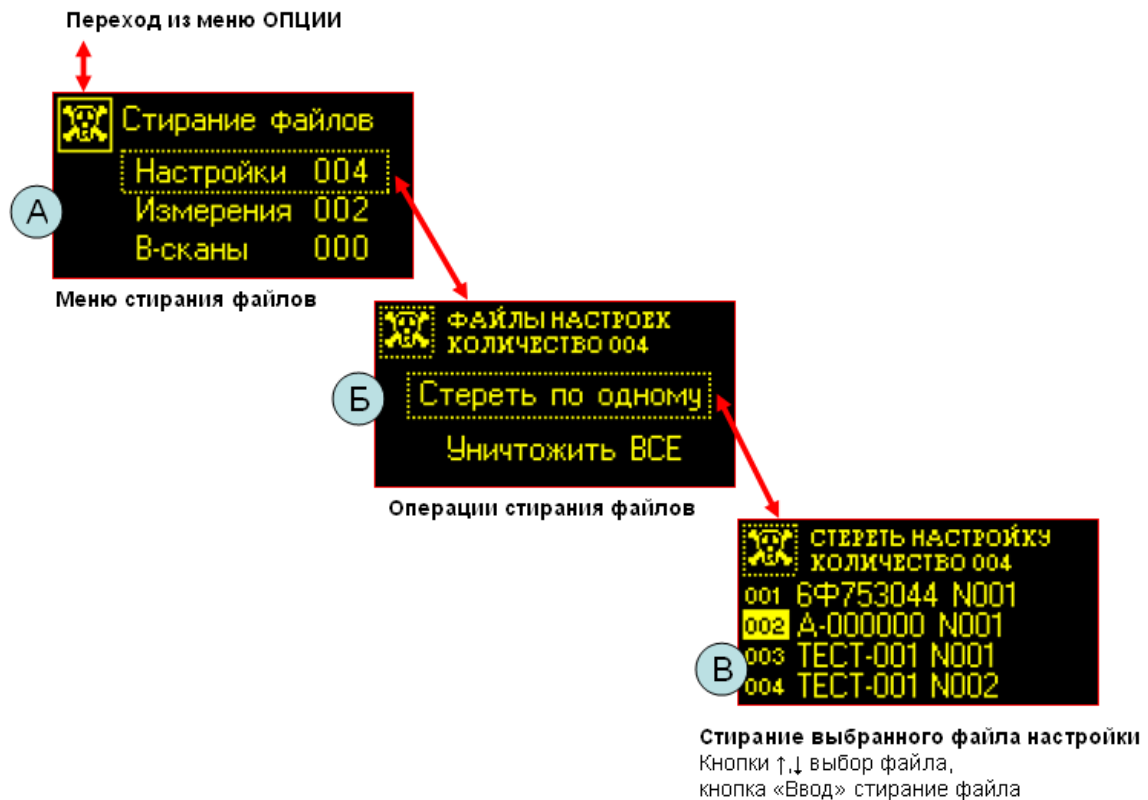 Переход из меню ОПЦИИ
Стирание файлов
Настройки 004
Измерения 002
В-сканы 000
А
Меню стирания файлов
ФАЙЛЫ НАСТРОЕК
КОЛИЧЕСТВО 004
Стереть по одному
Б
Уничтожить ВСЕ
Операции стирания файлов
СТЕРЕТЬ НАСТРОЙКУ
КОЛИЧЕСТВО 004
001 6Ф753044 N001
002 А-000000 N001
003 ТЕСТ-001 N001
В
004 ТЕСТ-001 N002
Стирание выбранного файла настройки
Кнопки ↑,↓ выбор файла,
кнопка «Ввод» стирание файла